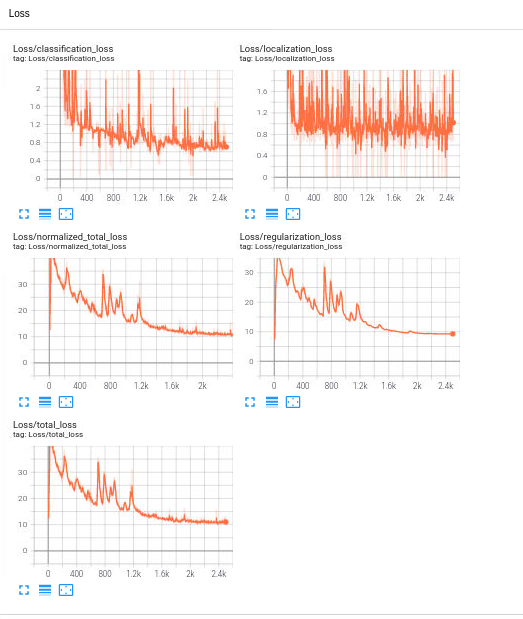 Loss
Loss/classification_loss
tag: Loss/classification_loss
2
1.6
1.2
0.8
0.4
0
0 400 800 1.2k 1.6k 2k 2.4k
Loss/localization_loss
tag: Loss/localization_loss
1.6
1.2
0.8
0.4
0
0 400 800 1.2k 1.6k 2k 2.4k
Loss/normalized_total_loss
tag: Loss/normalized_total_loss
30
20
10
0
0 400 800 1.2k 1.6k 2k
Loss/regularization_loss
tag: Loss/regularization_loss
30
20
10
0
0 400 800 1.2k 1.6k 2k 2.4k
Loss/total_loss
tag: Loss/total_loss
30
20
10
0
0 400 800 1.2k 1.6k 2k 2.4k